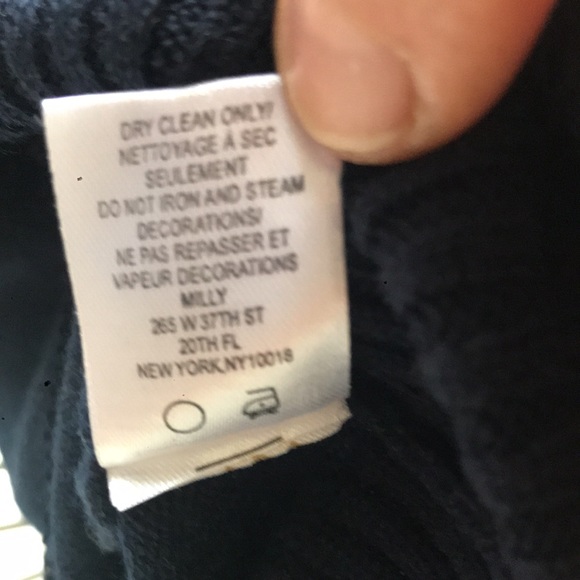 DRY CLEAN ONLY/
NETTOYAGE À SEC
SEULEMENT
DO NOT IRON AND STEAM
DECORATIONS/
NE PAS REPASSER ET
VAPEUR DECORATIONS
MILLY
265 W 37TH ST
20TH FL
NEW YORK,NY10018